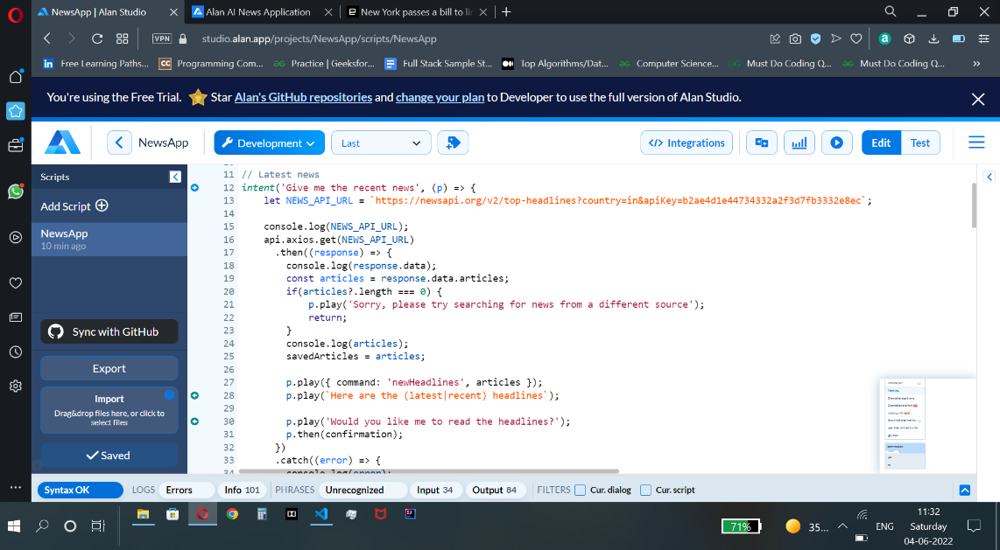 NewsApp | Alan Studio
Alan AI News Application
New York passes a bill to lir
VPN
studio.alan.app/projects/NewsApp/scripts/NewsApp
Free Learning Paths...
Programming Com...
Practice | Geeksfor...
Full Stack Sample St...
Top Algorithms/Dat...
Computer Science...
Must Do Coding Q...
Must Do Coding Q...
You're using the Free Trial. ⭐ Star Alan's GitHub repositories and change your plan to Developer to use the full version of Alan Studio.
NewsApp
Development
Last
</> Integrations
Edit
Test
Scripts
Add Script
NewsApp
10 min ago
Sync with GitHub
Export
Import
Drag&drop files here, or click to
select files
Saved
11 // Latest news
12 intent('Give me the recent news', (p) => {
13 let NEWS_API_URL = `https://newsapi.org/v2/top-headlines?country=in&apiKey=b2ae4d1e44734332a2f3d7fb3332e8ec`;
14
15 console.log(NEWS_API_URL);
16 api.axios.get(NEWS_API_URL)
17 .then((response) => {
18 console.log(response.data);
19 const articles = response.data.articles;
20 if(articles?.length === 0) {
21 p.play('Sorry, please try searching for news from a different source');
22 return;
23 }
24 console.log(articles);
25 savedArticles = articles;
26
27 p.play({ command: 'newHeadlines', articles });
28 p.play(`Here are the (latest|recent) headlines`);
29
30 p.play('Would you like me to read the headlines?');
31 p.then(confirmation);
32 })
33 .catch((error) => {
34 console.log(error);
Syntax OK
LOGS
Errors
Info 101
PHRASES
Unrecognized
Input 34
Output 84
FILTERS
Cur. dialog
Cur. script
71%
35...
ENG
11:32
Saturday
04-06-2022